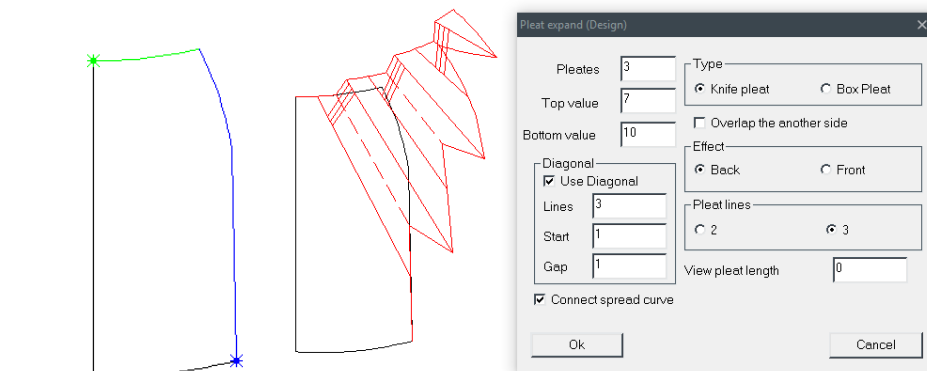 Pleat expand (Design)
Pleates 3
Top value 7
Bottom value 10
Diagonal
Use Diagonal
Lines 3
Start 1
Gap 1
Connect spread curve
Ok
Type
Knife pleat Box Pleat
Overlap the another side
Effect
Back Front
Pleat lines
2 3
View pleat length 0
Cancel